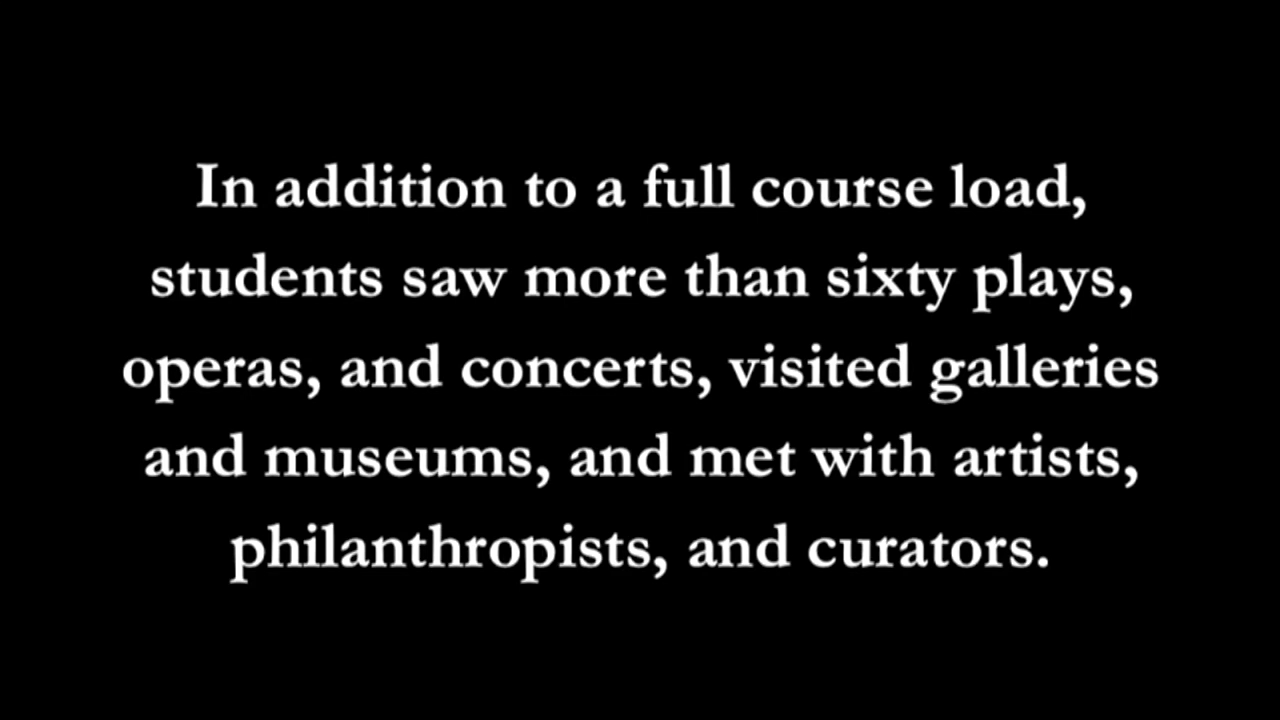 In addition to a full course load,
students saw more than sixty plays,
operas, and concerts, visited galleries
and museums, and met with artists,
philanthropists, and curators.